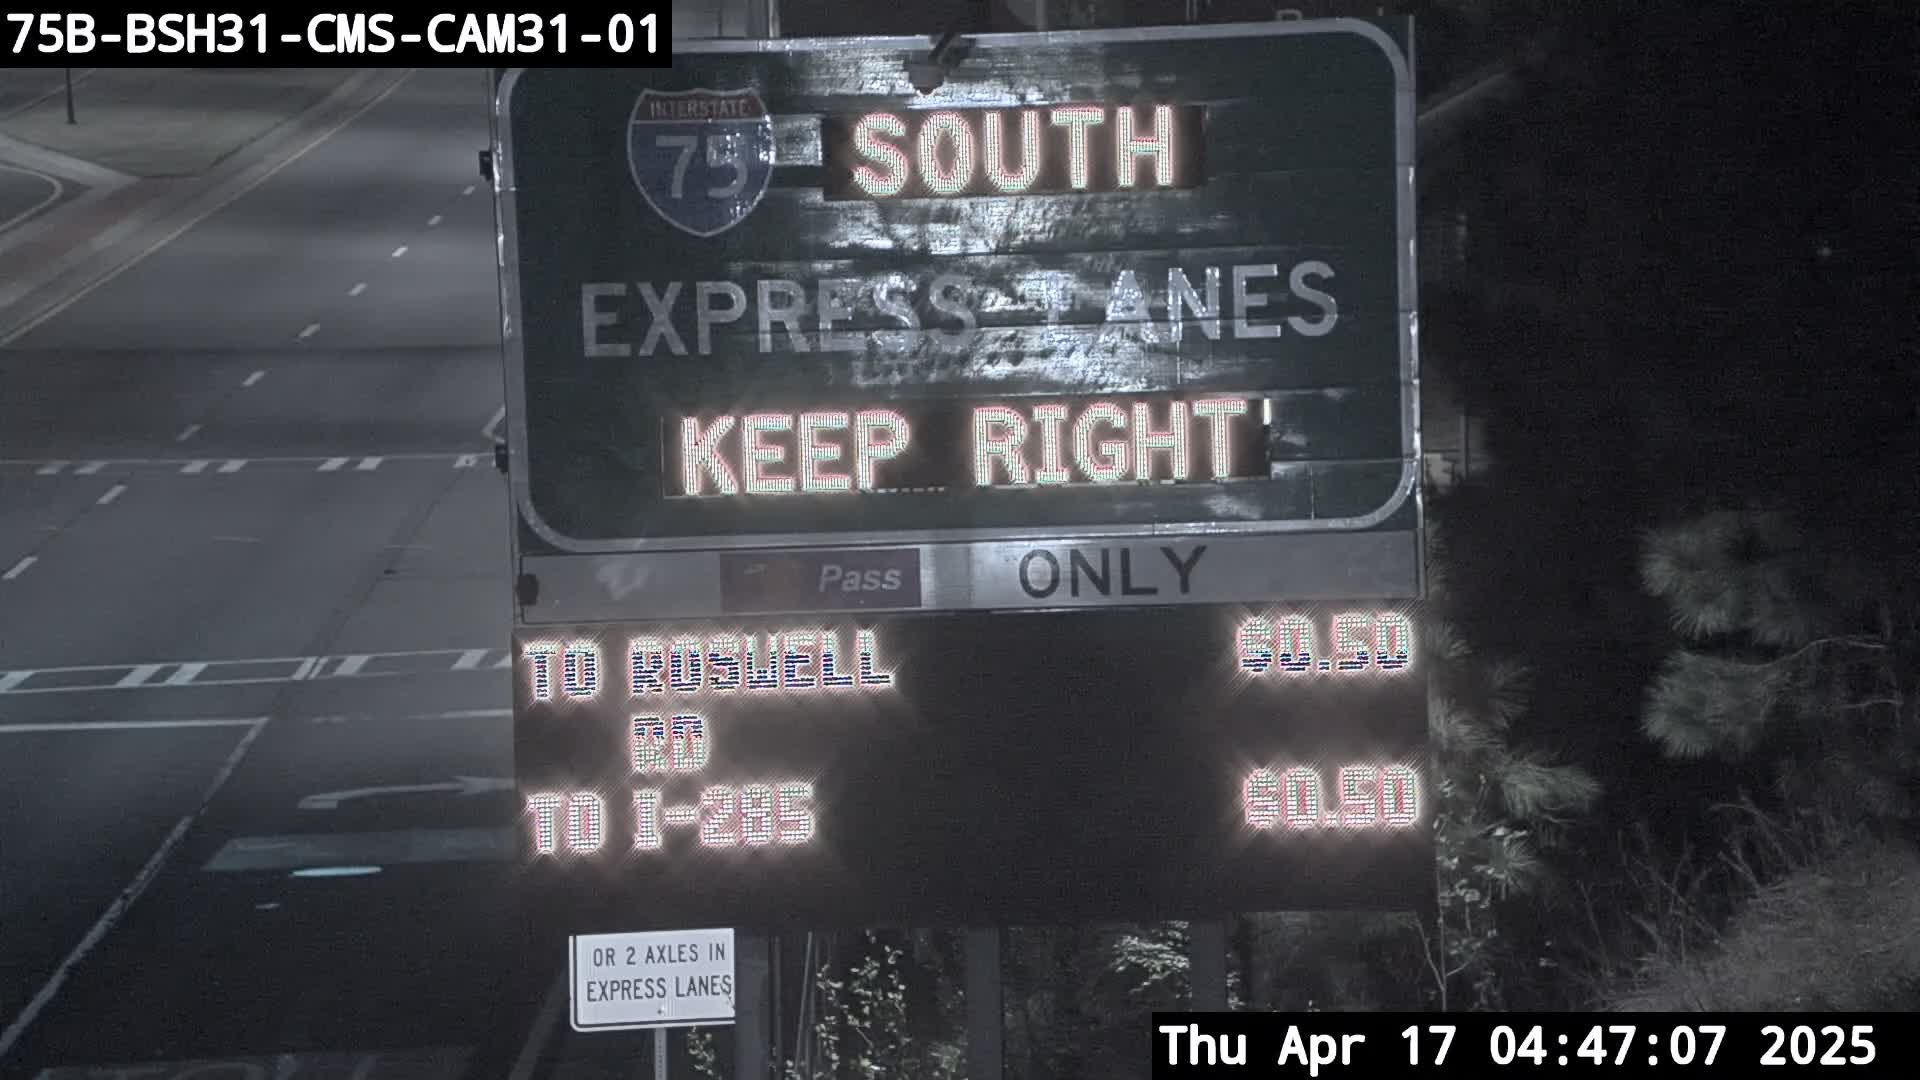 75B-BSH31-CMS-CAM31-01
INTERSTATE
75
SOUTH
EXPRESS LANES
KEEP RIGHT
Pass ONLY
TO ROSWELL $0.50
RD
TO I-285 $0.50
OR 2 AXLES IN
EXPRESS LANES
Thu Apr 17 04:47:07 2025